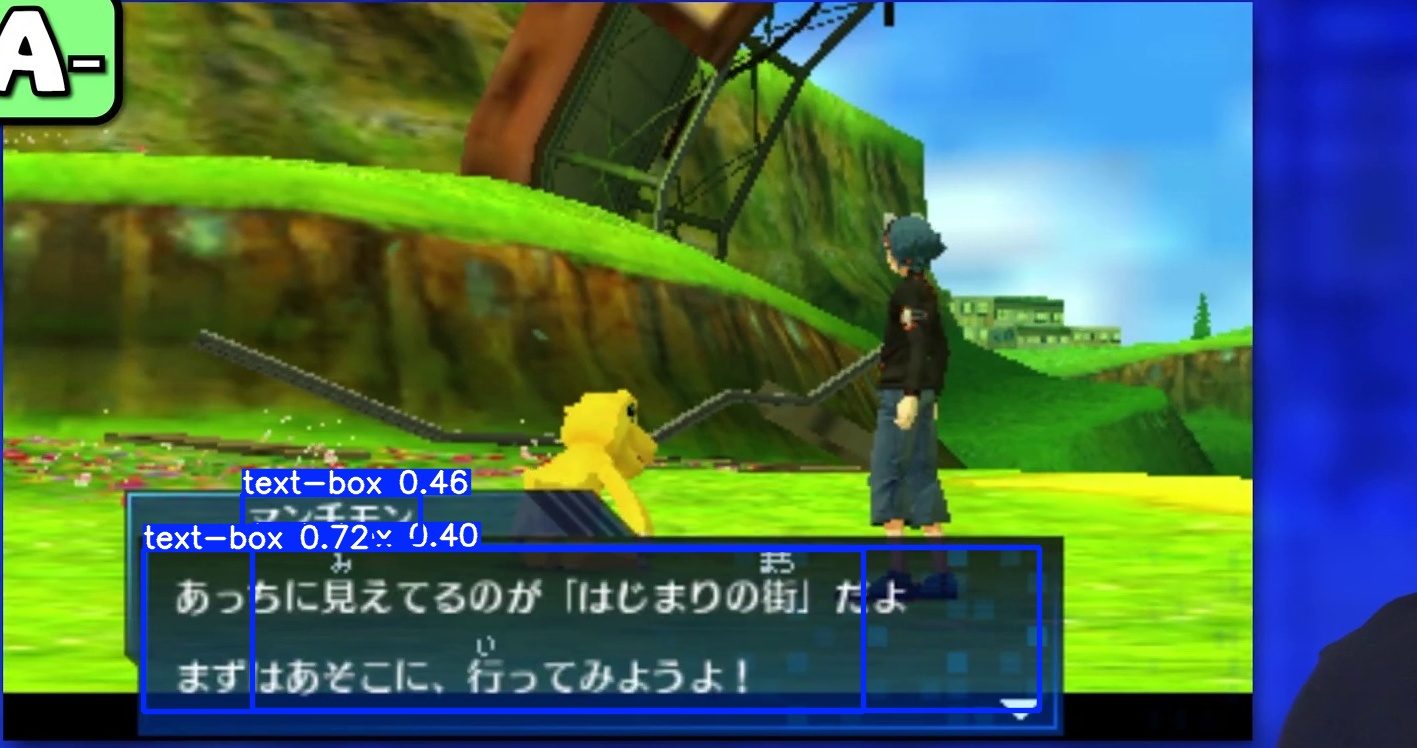 A-
text-box 0.46
マンチモン
text-box 0.72
0.40
み まち
あっちに見えてるのが「はじまりの街」だよ
い
まずはあそこに、行ってみようよ！